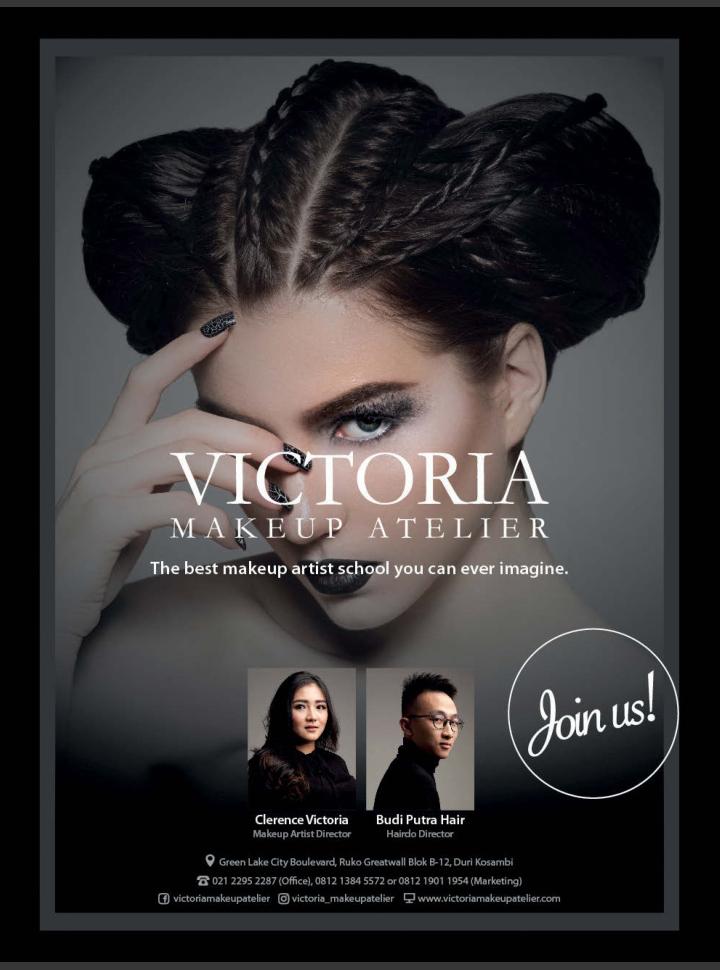 VICTORIA
MAKEUP ATELIER
The best makeup artist school you can ever imagine.
Join us!
Clerence Victoria
Makeup Artist Director
Budi Putra Hair
Hairdo Director
Green Lake City Boulevard, Ruko Greatwall Blok B-12, Duri Kosambi
021 2295 2287 (Office), 0812 1384 5572 or 0812 1901 1954 (Marketing)
victoriamakeupatelier victoria_makeupatelier www.victoriamakeupatelier.com